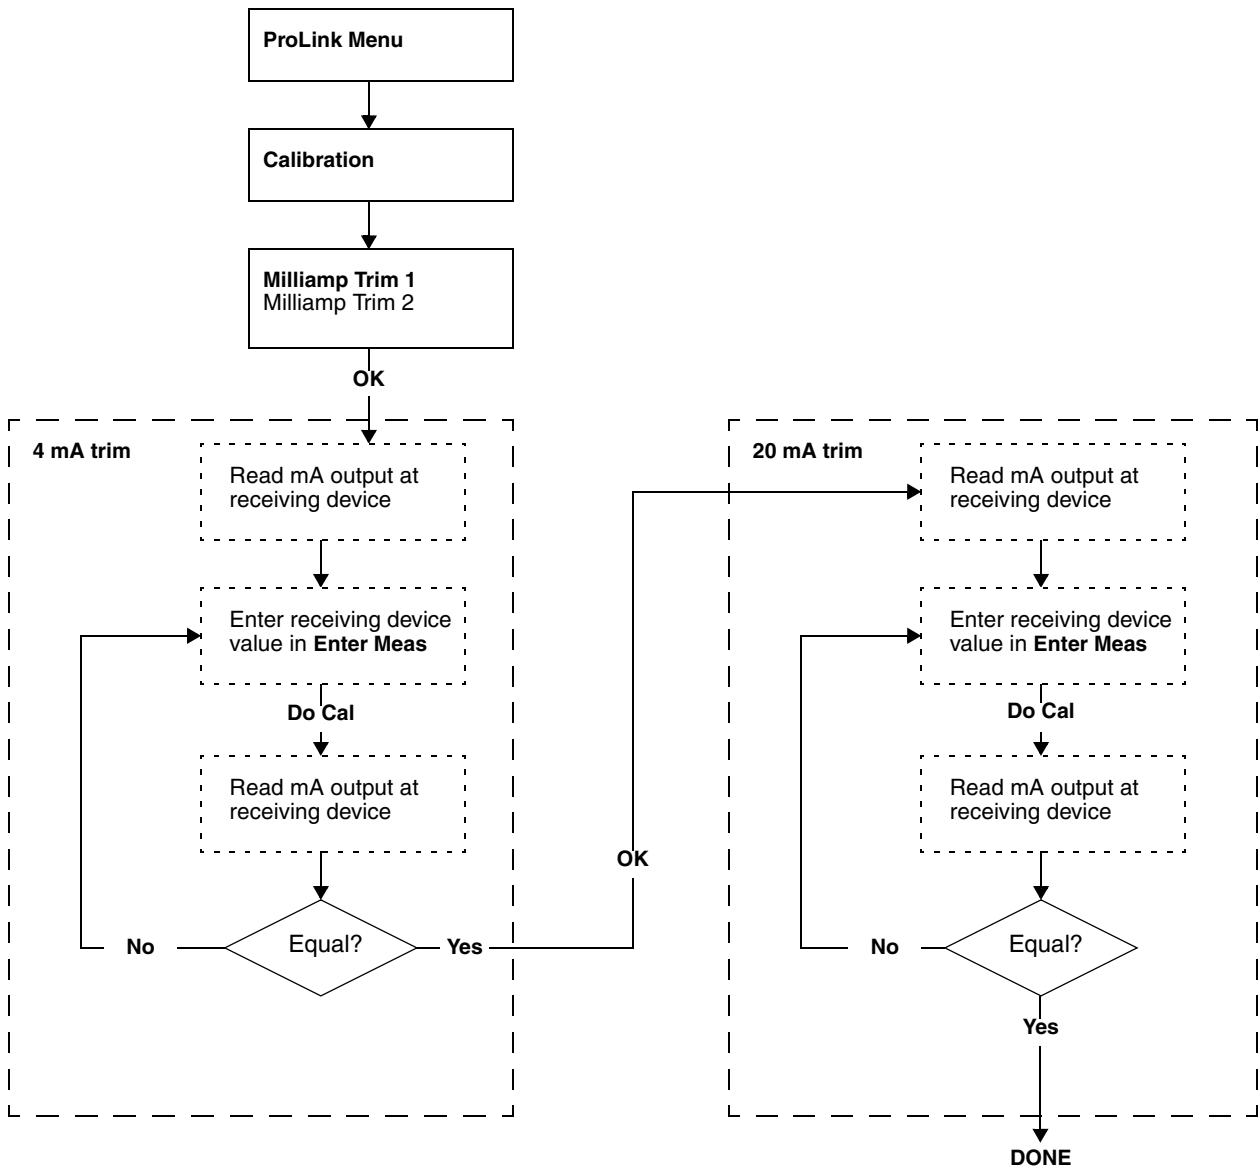 ProLink Menu
Calibration
Milliamp Trim 1
Milliamp Trim 2
OK
4 mA trim
Read mA output at
receiving device
Enter receiving device
value in Enter Meas
Do Cal
Read mA output at
receiving device
Equal?
No
Yes
OK
20 mA trim
Read mA output at
receiving device
Enter receiving device
value in Enter Meas
Do Cal
Read mA output at
receiving device
Equal?
No
Yes
DONE